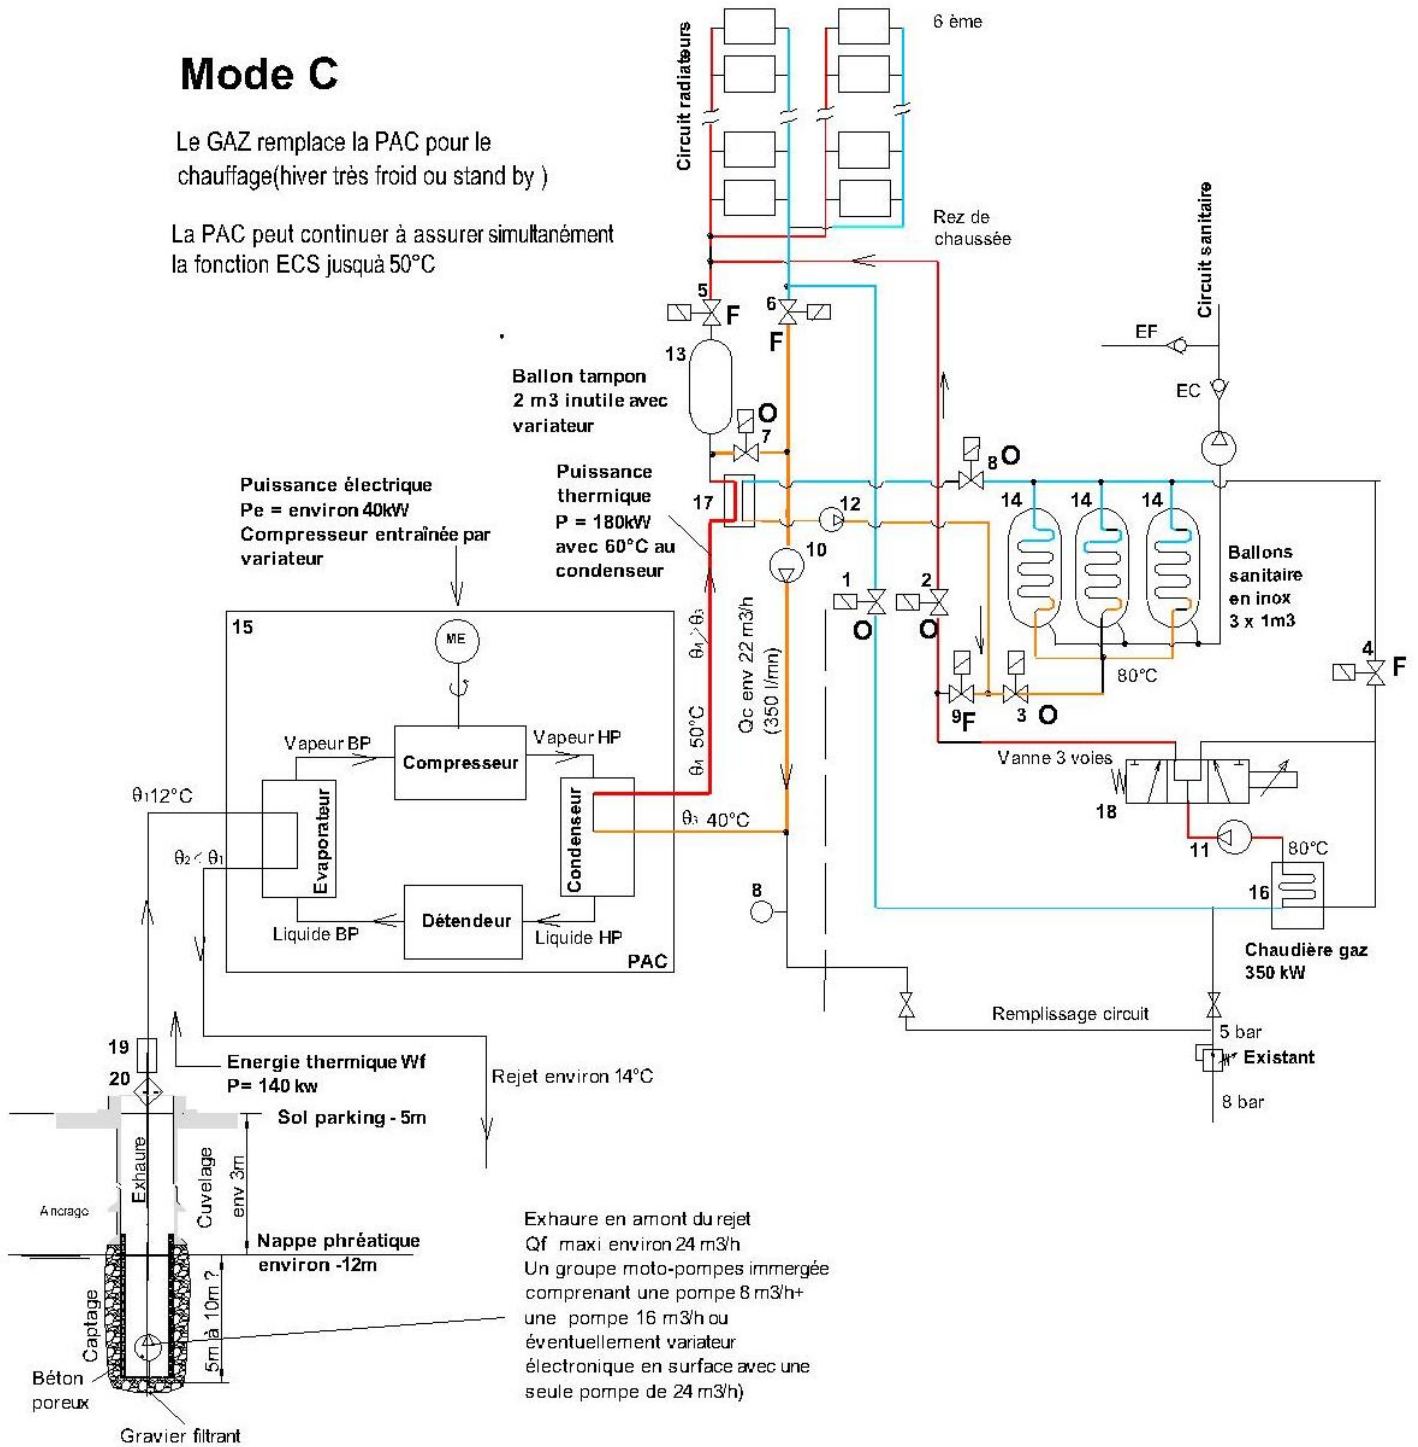 Mode C
Le GAZ remplace la PAC pour le
chauffage(hiver très froid ou stand by )
La PAC peut continuer à assurer simultanément
la fonction ECS jusquà 50°C
Circuit radiateurs
6 ème
Rez de
chaussée
Circuit sanitaire
EF
EC
5
F
6
F
13
Ballon tampon
2 m3 inutile avec
variateur
O
7
8 O
Puissance électrique
Pe = environ 40kW
Compresseur entraînée par
variateur
Puissance
thermique
P = 180kW
avec 60°C au
condenseur
17
12
10
14
14
14
Ballons
sanitaire
en inox
3 x 1m3
1
O
2
O
4
F
80°C
9F
3 O
Qc env 22 m3/h
(350 l/mn)
θ4 50°C
θ4 > θ3
15
ME
Vapeur BP
Compresseur
Vapeur HP
Evaporateur
Condenseur
θ3 40°C
θ1 12°C
θ2 < θ1
Liquide BP
Détendeur
Liquide HP
PAC
Vanne 3 voies
18
11
80°C
16
Chaudière gaz
350 kW
8
Remplissage circuit
5 bar
Existant
8 bar
19
20
Energie thermique Wf
P= 140 kw
Rejet environ 14°C
Sol parking - 5m
Exhaure
Cuvelage
env 3m
Ancrage
Nappe phréatique
environ -12m
Captage
5m à 10m ?
Béton
poreux
Gravier filtrant
Exhaure en amont du rejet
Qf maxi environ 24 m3/h
Un groupe moto-pompes immergée
comprenant une pompe 8 m3/h+
une pompe 16 m3/h ou
éventuellement variateur
électronique en surface avec une
seule pompe de 24 m3/h)